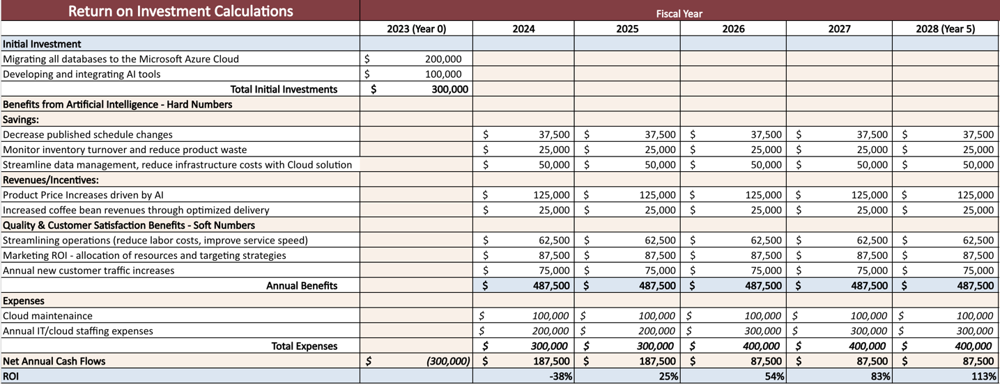 Return on Investment Calculations Fiscal Year
2023 (Year 0) 2024 2025 2026 2027 2028 (Year 5)
Initial Investment
Migrating all databases to the Microsoft Azure Cloud $ 200,000
Developing and integrating AI tools $ 100,000
Total Initial Investments $ 300,000
Benefits from Artificial Intelligence - Hard Numbers
Savings:
Decrease published schedule changes $ 37,500 $ 37,500 $ 37,500 $ 37,500 $ 37,500
Monitor inventory turnover and reduce product waste $ 25,000 $ 25,000 $ 25,000 $ 25,000 $ 25,000
Streamline data management, reduce infrastructure costs with Cloud solution $ 50,000 $ 50,000 $ 50,000 $ 50,000 $ 50,000
Revenues/Incentives:
Product Price Increases driven by AI $ 125,000 $ 125,000 $ 125,000 $ 125,000 $ 125,000
Increased coffee bean revenues through optimized delivery $ 25,000 $ 25,000 $ 25,000 $ 25,000 $ 25,000
Quality & Customer Satisfaction Benefits - Soft Numbers
Streamlining operations (reduce labor costs, improve service speed) $ 62,500 $ 62,500 $ 62,500 $ 62,500 $ 62,500
Marketing ROI - allocation of resources and targeting strategies $ 87,500 $ 87,500 $ 87,500 $ 87,500 $ 87,500
Annual new customer traffic increases $ 75,000 $ 75,000 $ 75,000 $ 75,000 $ 75,000
Annual Benefits $ 487,500 $ 487,500 $ 487,500 $ 487,500 $ 487,500
Expenses
Cloud maintenaince $ 100,000 $ 100,000 $ 100,000 $ 100,000 $ 100,000
Annual IT/cloud staffing expenses $ 200,000 $ 200,000 $ 300,000 $ 300,000 $ 300,000
Total Expenses $ 300,000 $ 300,000 $ 400,000 $ 400,000 $ 400,000
Net Annual Cash Flows $ (300,000) $ 187,500 $ 187,500 $ 87,500 $ 87,500 $ 87,500
ROI -38% 25% 54% 83% 113%